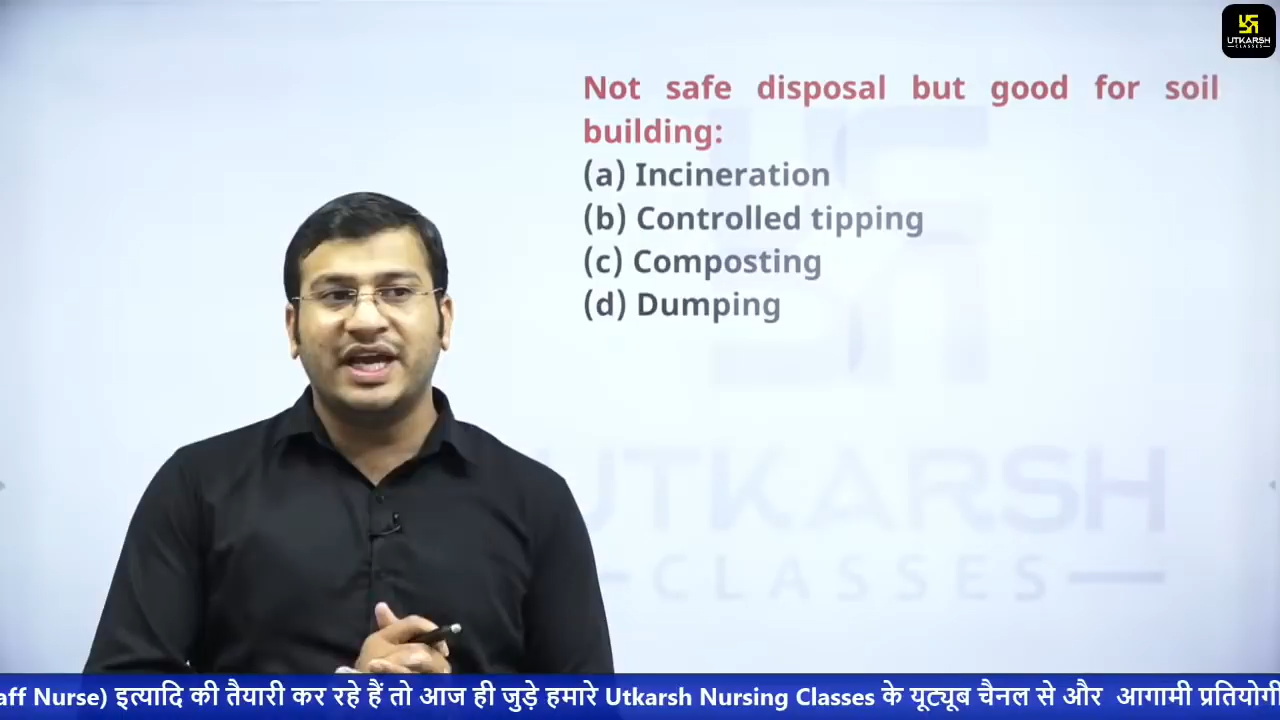 UTKARSH
CLASSES
Not safe disposal but good for soil
building:
(a) Incineration
(b) Controlled tipping
(c) Composting
(d) Dumping
UTKARSH
CLASSES
aff Nurse) इत्यादि की तैयारी कर रहे हैं तो आज ही जुड़े हमारे Utkarsh Nursing Classes के यूट्यूब चैनल से और आगामी प्रतियोगी